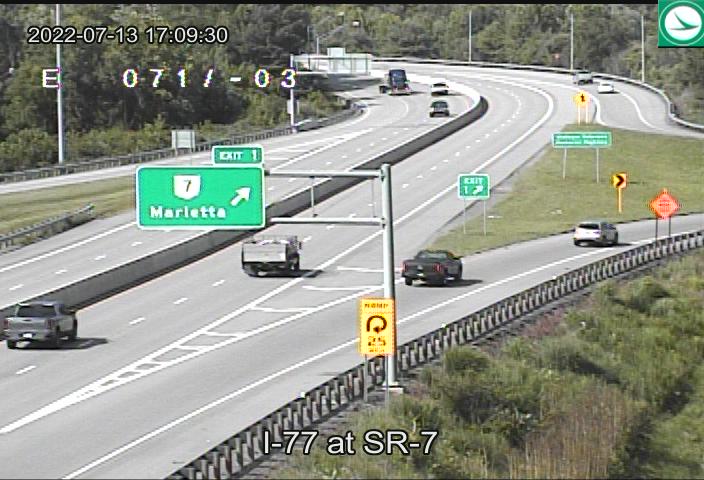 2022-07-13 17:09:30
E 071/-03
EXIT 1
7
Marietta
EXIT
1
RAMP
25
I-77 at SR-7